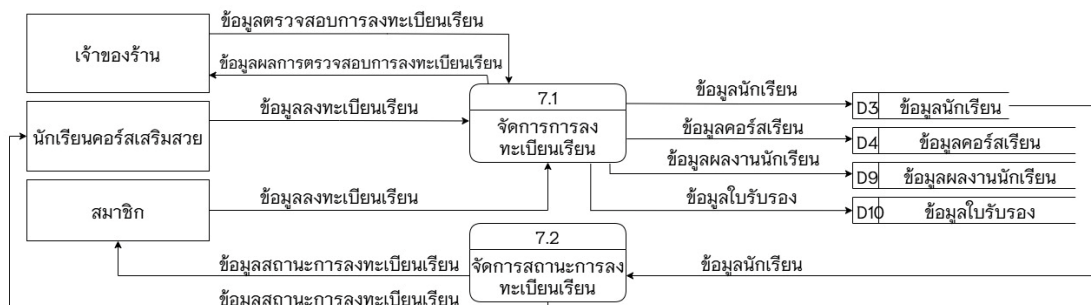 ข้อมูลตรวจสอบการลงทะเบียนเรียน
เจ้าของร้าน
ข้อมูลผลการตรวจสอบการลงทะเบียนเรียน
7.1
จัดการการลง
ทะเบียนเรียน
ข้อมูลนักเรียน
D3 ข้อมูลนักเรียน
นักเรียนคอร์สเสริมสวย
ข้อมูลลงทะเบียนเรียน
ข้อมูลคอร์สเรียน
D4 ข้อมูลคอร์สเรียน
ข้อมูลผลงานนักเรียน
D9 ข้อมูลผลงานนักเรียน
สมาชิก
ข้อมูลลงทะเบียนเรียน
ข้อมูลใบรับรอง
D10 ข้อมูลใบรับรอง
7.2
จัดการสถานะการลง
ทะเบียนเรียน
ข้อมูลสถานะการลงทะเบียนเรียน
ข้อมูลนักเรียน
ข้อมูลสถานะการลงทะเบียนเรียน